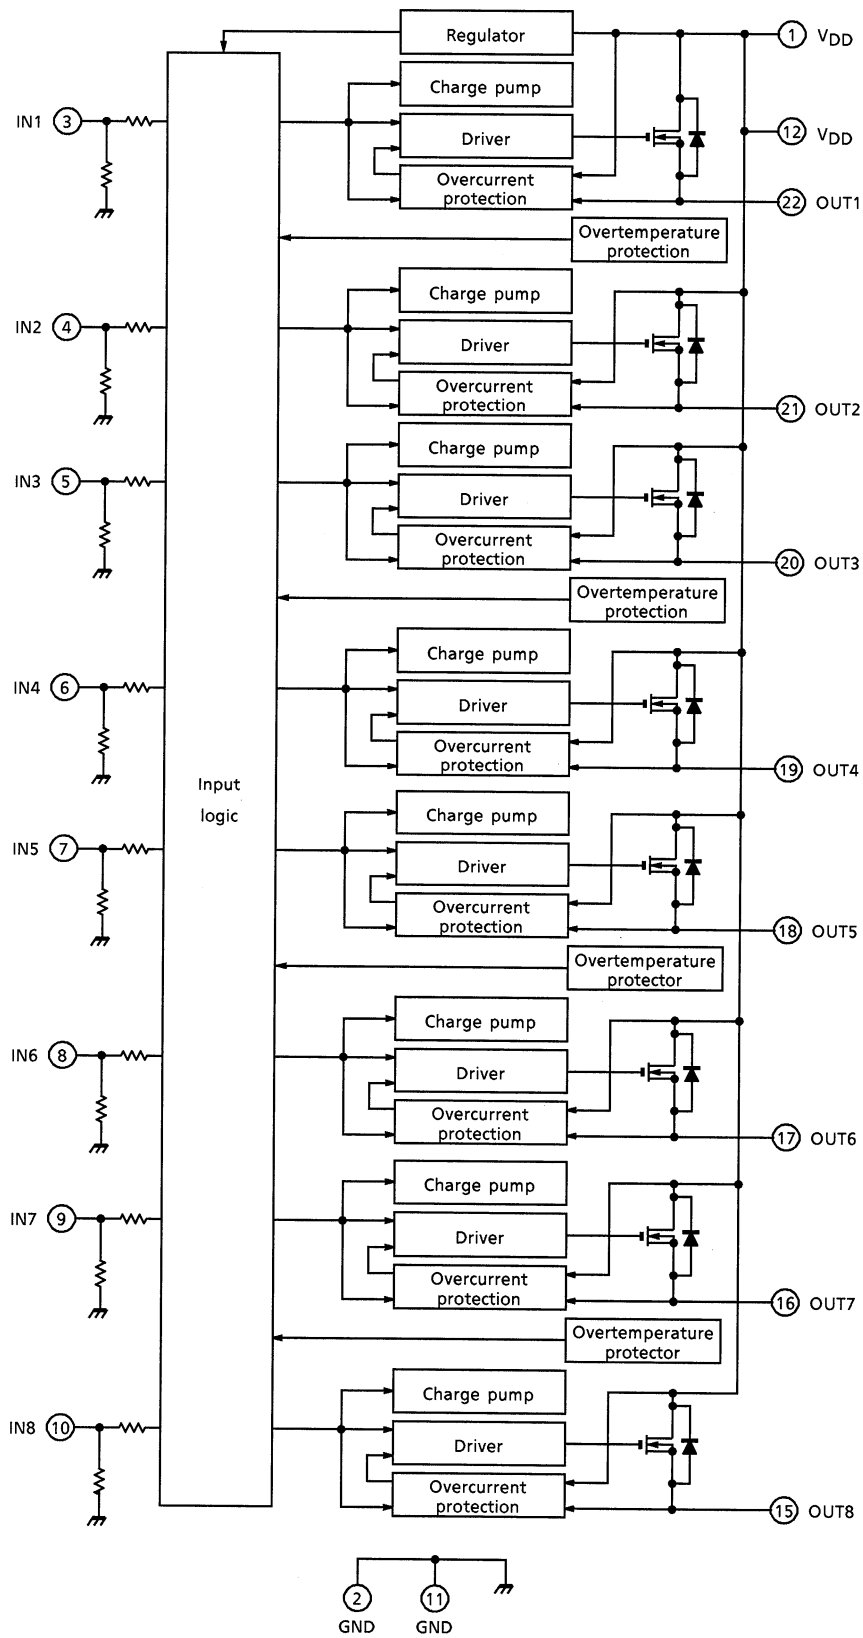 Regulator
1 VDD
Charge pump
IN1 3
Driver
12 VDD
Overcurrent
protection
22 OUT1
Overtemperature
protection
Charge pump
IN2 4
Driver
Overcurrent
protection
21 OUT2
Charge pump
IN3 5
Driver
Overcurrent
protection
20 OUT3
Overtemperature
protection
Charge pump
IN4 6
Driver
Overcurrent
protection
19 OUT4
Input
logic
Charge pump
IN5 7
Driver
Overcurrent
protection
18 OUT5
Overtemperature
protector
Charge pump
IN6 8
Driver
Overcurrent
protection
17 OUT6
Charge pump
IN7 9
Driver
Overcurrent
protection
16 OUT7
Overtemperature
protector
Charge pump
IN8 10
Driver
Overcurrent
protection
15 OUT8
2 11
GND GND